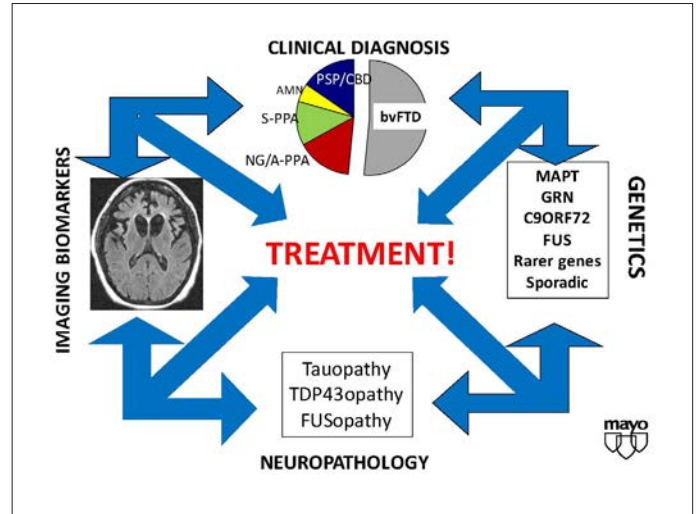 CLINICAL DIAGNOSIS
PSP/CBD
AMN
S-PPA
NG/A-PPA
bvFTD
IMAGING BIOMARKERS
TREATMENT!
MAPT
GRN
C9ORF72
FUS
Rarer genes
Sporadic
GENETICS
Tauopathy
TDP43opathy
FUSopathy
NEUROPATHOLOGY
mayo